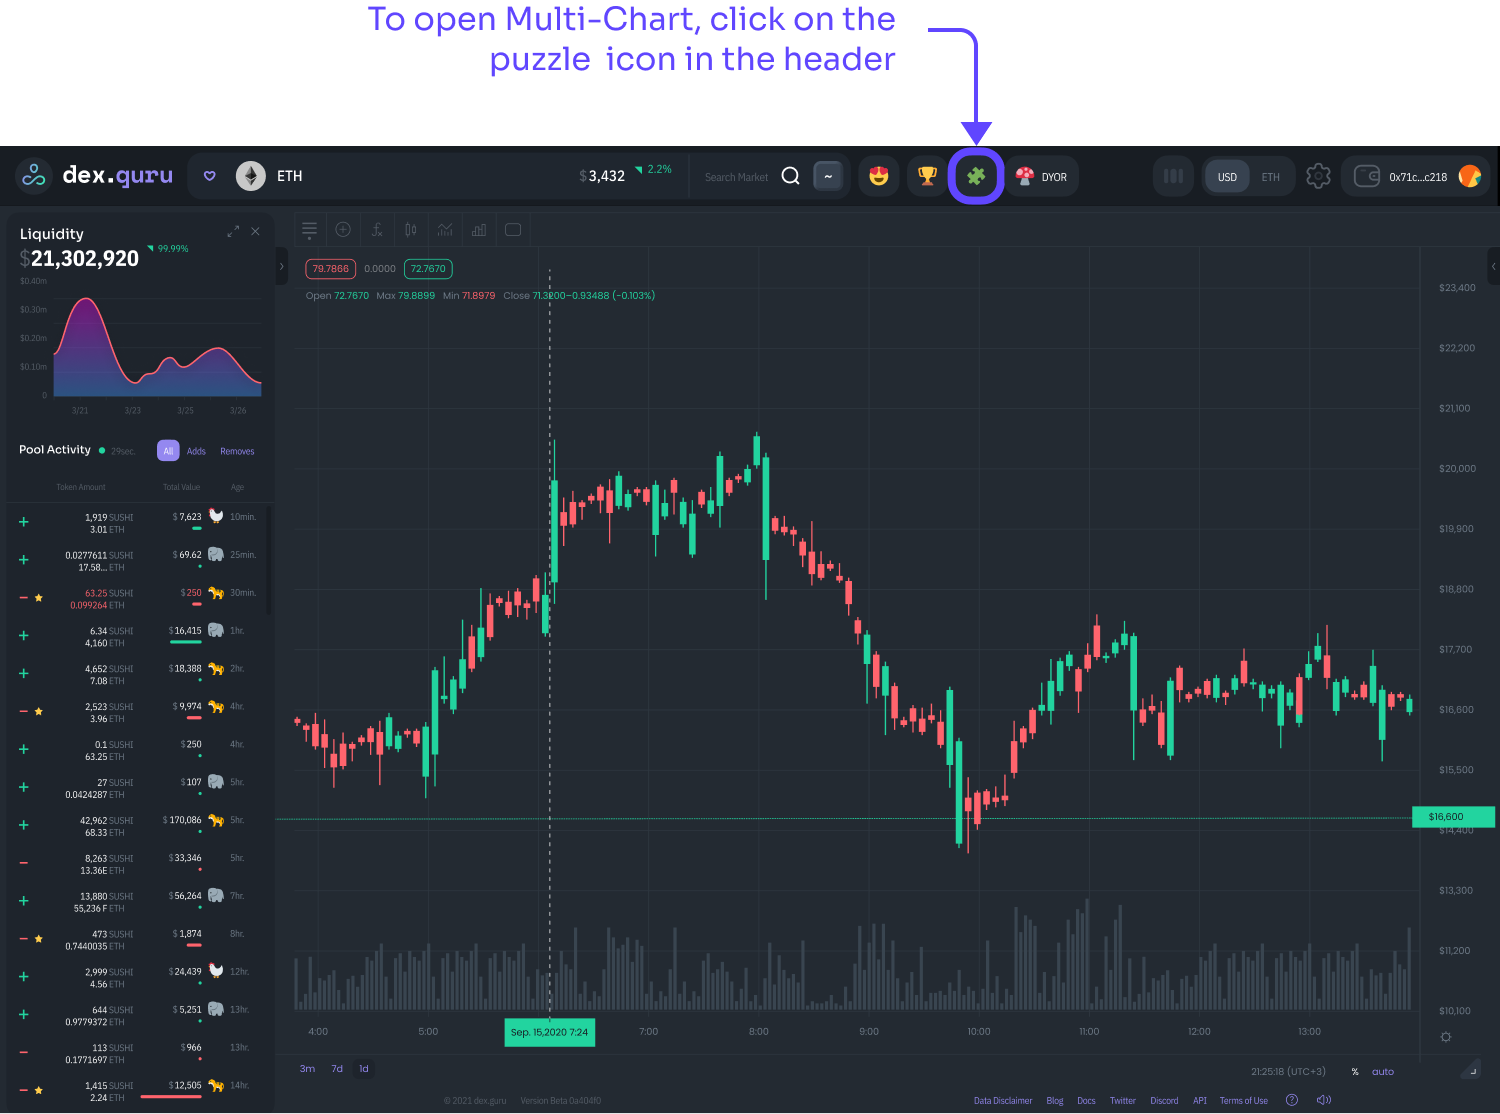 To open Multi-Chart, click on the
puzzle icon in the header
dex.guru
ETH
$3,432
2.2%
Search Market
~
DYOR
USD
ETH
0x71c...c218
Liquidity
$21,302,920
99.99%
$0.40m
$0.30m
$0.20m
$0.10m
0
3/21
3/23
3/25
3/26
Pool Activity
29sec.
All
Adds
Removes
Token Amount
Total Value
Age
1,919 SUSHI
3.01 ETH
$7,623
10min.
0.0277611 SUSHI
17.58... ETH
$69.62
25min.
63.25 SUSHI
0.099264 ETH
$250
30min.
6.34 SUSHI
4,160 ETH
$16,415
1hr.
4,652 SUSHI
7.08 ETH
$18,388
2hr.
2,523 SUSHI
3.96 ETH
$9,974
4hr.
0.1 SUSHI
63.25 ETH
$250
4hr.
27 SUSHI
0.0424287 ETH
$107
5hr.
42,962 SUSHI
68.33 ETH
$170,086
5hr.
8,263 SUSHI
13.36E ETH
$33,346
5hr.
13,880 SUSHI
55,236 F ETH
$56,264
7hr.
473 SUSHI
0.7440035 ETH
$1,874
8hr.
2,999 SUSHI
4.56 ETH
$24,439
12hr.
644 SUSHI
0.9779372 ETH
$5,251
13hr.
113 SUSHI
0.1771697 ETH
$966
13hr.
1,415 SUSHI
2.24 ETH
$12,505
14hr.
79.7866
0.0000
72.7670
Open 72.7670 Max 79.8899 Min 71.8979 Close 71.3200–0.93488 (-0.103%)
$23,400
$22,200
$21,100
$20,000
$19,900
$18,800
$17,700
$16,600
$15,500
$16,600
$14,400
$13,300
$11,200
$10,100
4:00
5:00
Sep. 15,2020 7:24
7:00
8:00
9:00
10:00
11:00
12:00
13:00
3m
7d
1d
21:25:18 (UTC+3)
%
auto
© 2021 dex.guru
Version Beta 0a404f0
Data Disclaimer
Blog
Docs
Twitter
Discord
API
Terms of Use